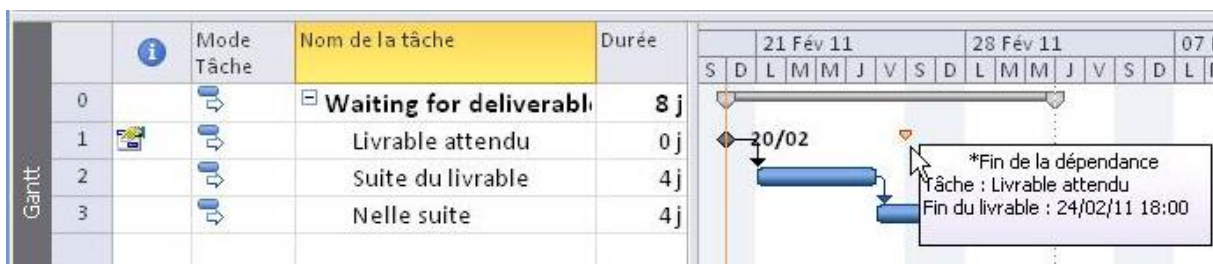 Mode Tâche
Nom de la tâche
Durée
21 Fév 11
28 Fév 11
07
S D L M M J V S D L M M J V S D L
0 Waiting for deliverabl 8 j
1 Livrable attendu 0 j
20/02
2 Suite du livrable 4 j
3 Nelle suite 4 j
*Fin de la dépendance
Tâche : Livrable attendu
Fin du livrable : 24/02/11 18:00
Gantt